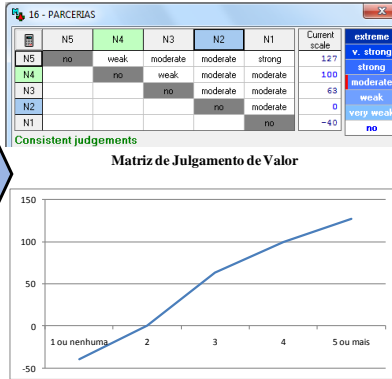 16 - PARCERIAS
x
N5 N4 N3 N2 N1 Current scale extreme
N5 no weak moderate moderate strong 127 v. strong
N4 no weak moderate moderate 100 strong
N3 no moderate moderate 63 moderate
N2 no moderate 0 weak
N1 no -40 very weak
no
Consistent judgements
Matriz de Julgamento de Valor
150
100
50
0
-50
1 ou nenhuma 2 3 4 5 ou mais